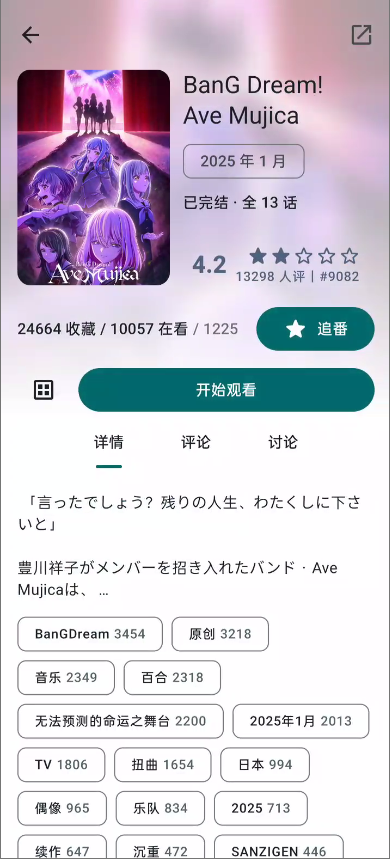 BanG Dream!
Ave Mujica
2025 年 1 月
已完结 · 全 13 话
BanG Dream!
Ave Mujica
4.2
13298 人评丨#9082
24664 收藏 / 10057 在看 / 1225
追番
开始观看
详情 评论 讨论
「言ったでしょう？残りの人生、わたくしに下さ
いと」
豊川祥子がメンバーを招き入れたバンド・Ave
Mujicaは、 …
BanGDream 3454 原创 3218
音乐 2349 百合 2318
无法预测的命运之舞台 2200 2025年1月 2013
TV 1806 扭曲 1654 日本 994
偶像 965 乐队 834 2025 713
续作 647 沉重 472 SANZIGEN 446